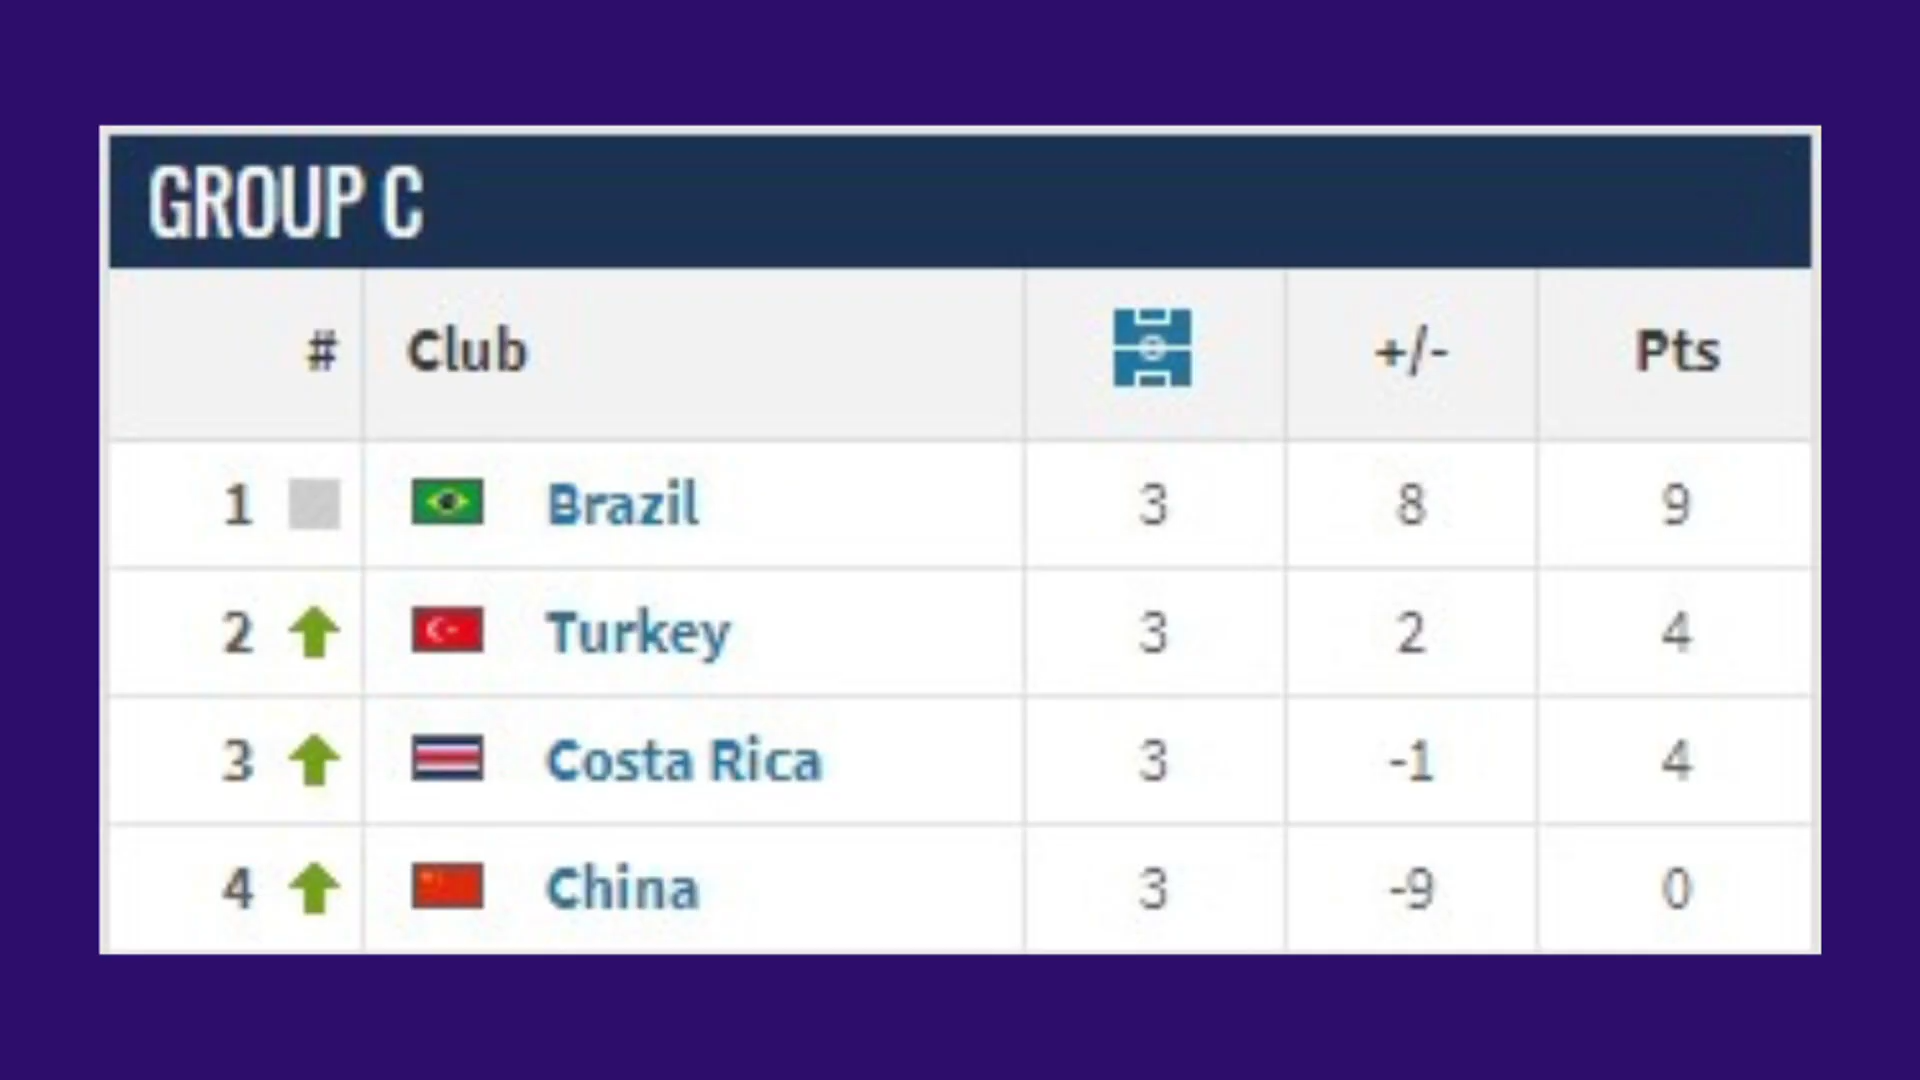 GROUP C
# Club +/- Pts
1 Brazil 3 8 9
2 Turkey 3 2 4
3 Costa Rica 3 -1 4
4 China 3 -9 0